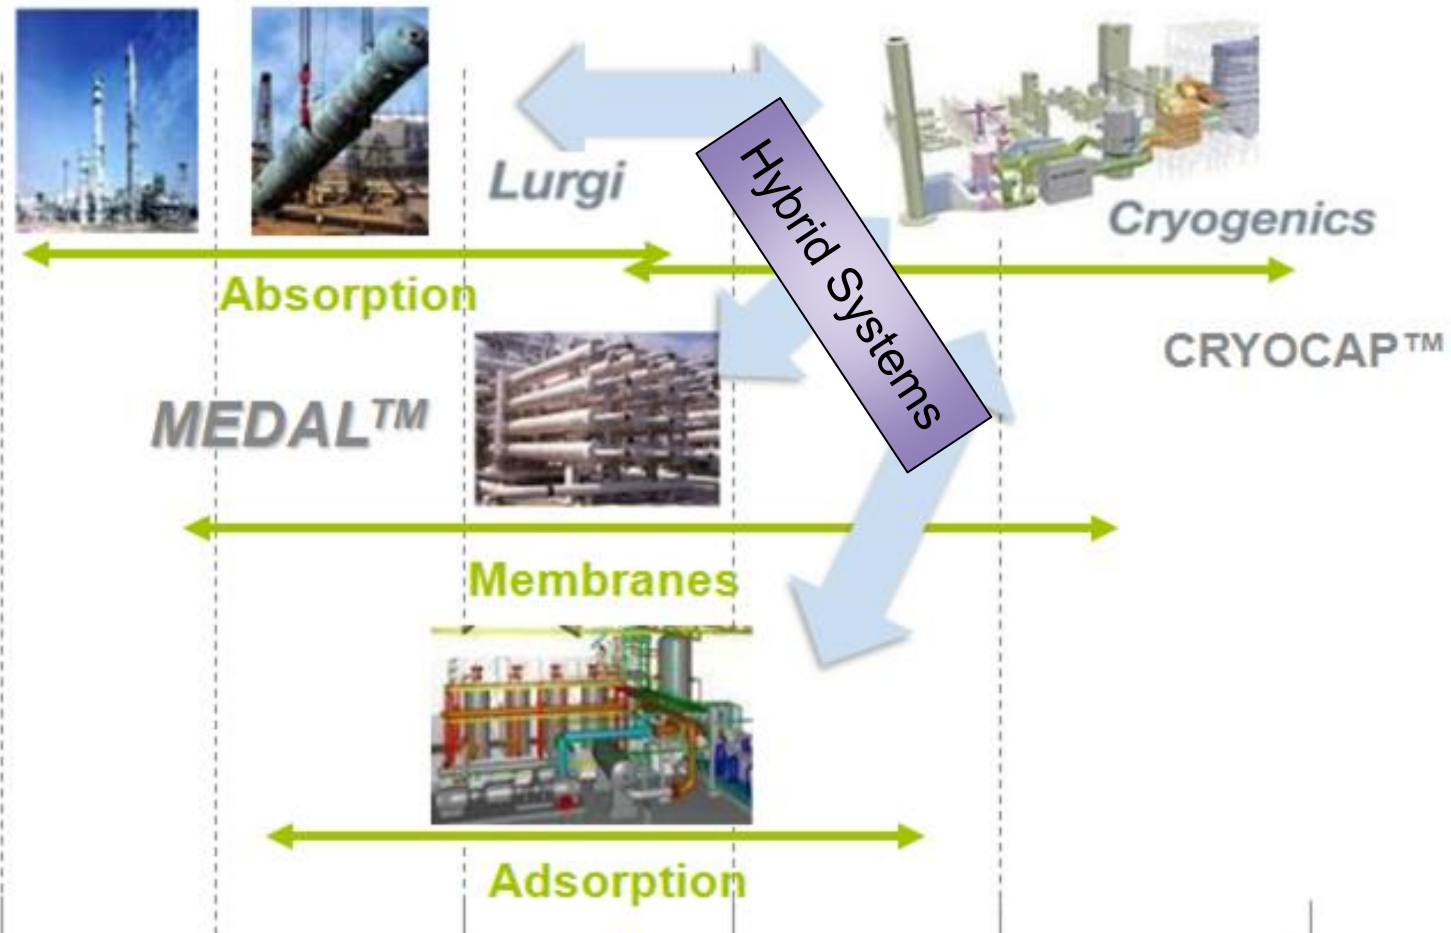 Lurgi
Hybrid Systems
Cryogenics
Absorption
CRYOCAP™
MEDAL™
Membranes
Adsorption